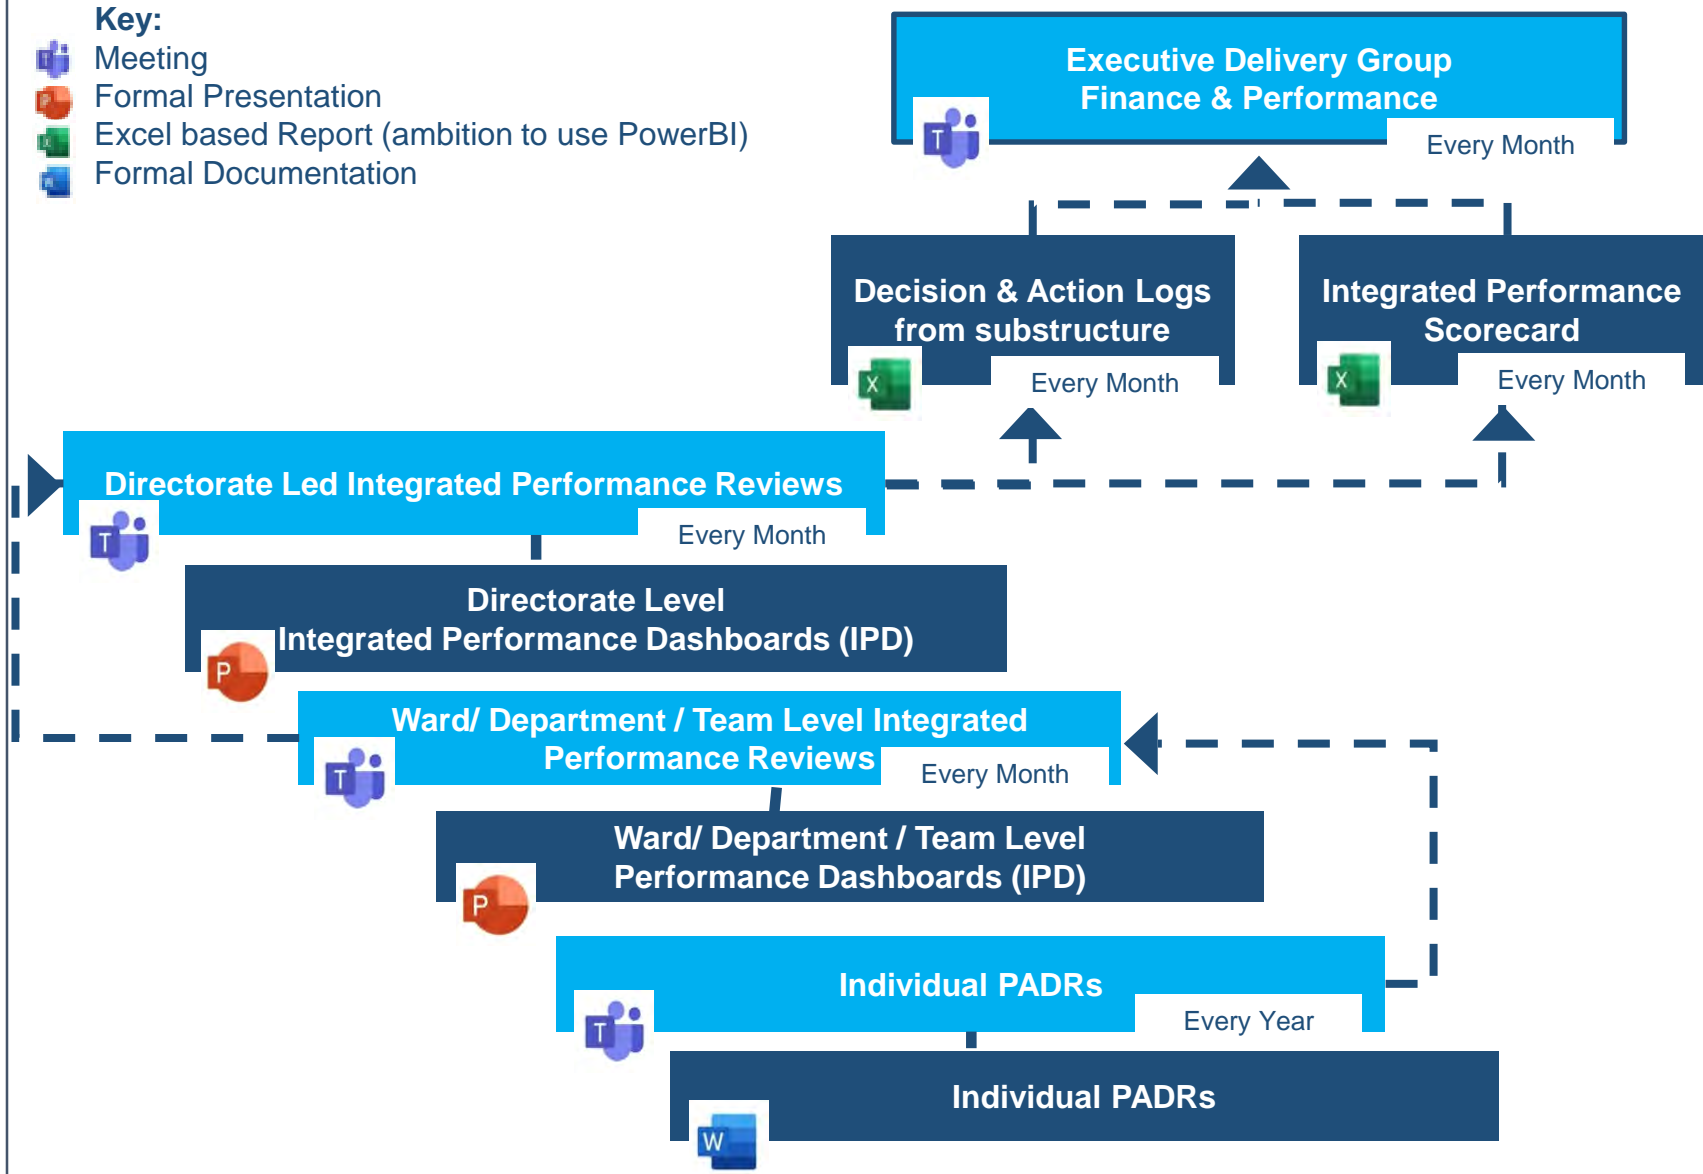 Key:
Meeting
Formal Presentation
Excel based Report (ambition to use PowerBI)
Formal Documentation
Executive Delivery Group
Finance & Performance
T
Every Month
Decision & Action Logs
from substructure
X
Every Month
Integrated Performance
Scorecard
X
Every Month
Directorate Led Integrated Performance Reviews
T
Every Month
Directorate Level
Integrated Performance Dashboards (IPD)
P
Ward/ Department / Team Level Integrated
Performance Reviews
T
Every Month
Ward/ Department / Team Level
Performance Dashboards (IPD)
P
Individual PADRs
T
Every Year
Individual PADRs
W